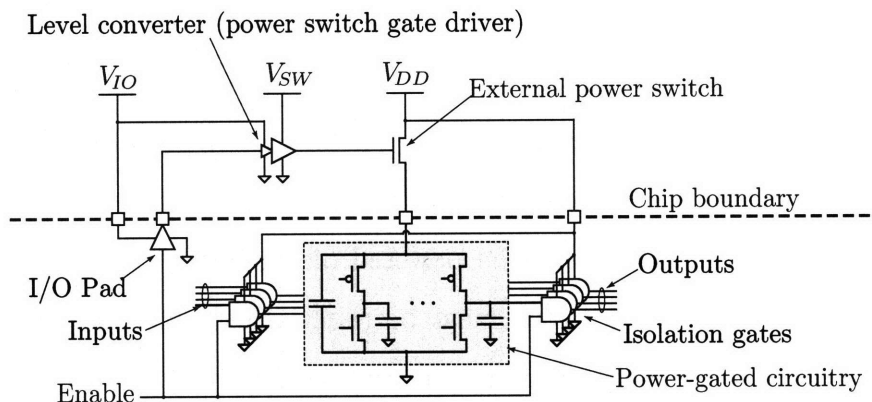 Level converter (power switch gate driver)
V_IO
V_SW
V_DD
External power switch
Chip boundary
I/O Pad
Outputs
Inputs
Isolation gates
...
Power-gated circuitry
Enable